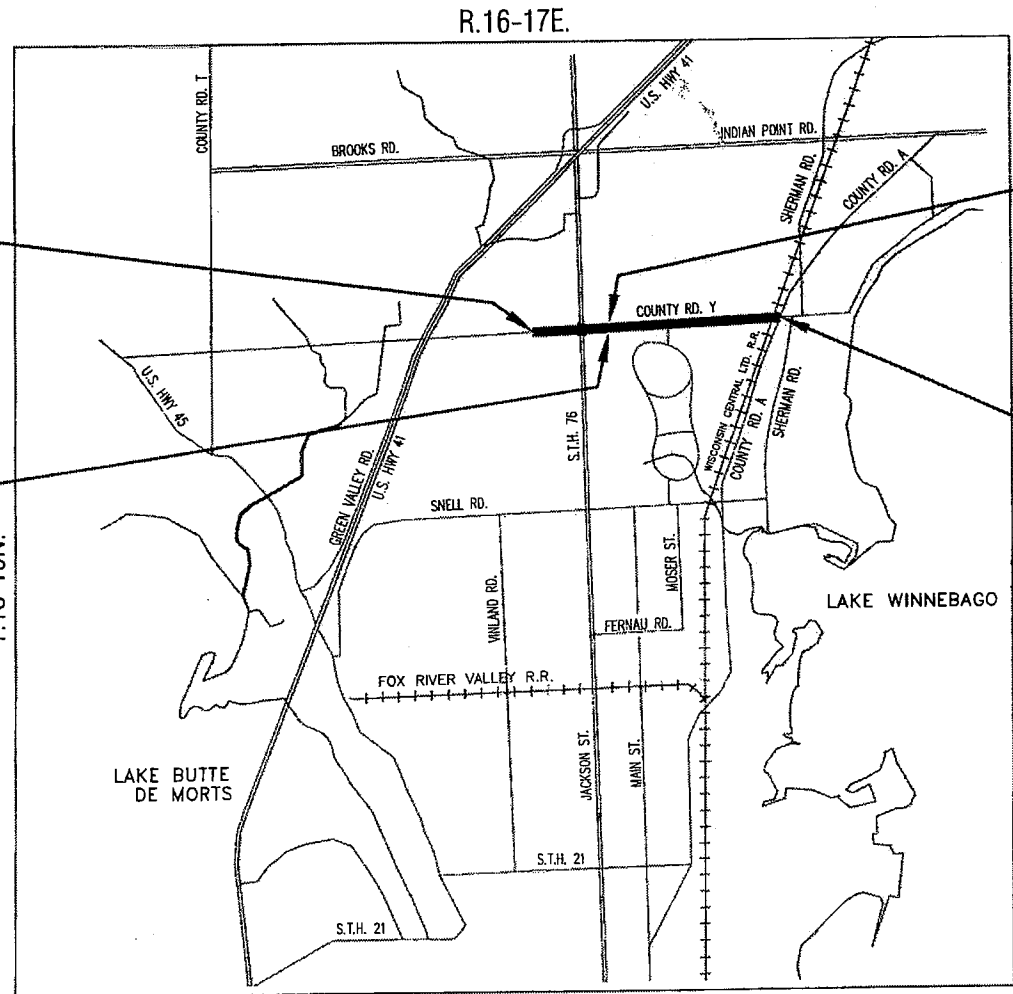 R.16-17E.
COUNTY RD. T
U.S. HWY 41
BROOKS RD.
INDIAN POINT RD.
SHERMAN RD.
COUNTY RD. A
COUNTY RD. Y
U.S. HWY 45
WISCONSIN CENTRAL LTD. R.R.
COUNTY RD. A
SHERMAN RD.
S.T.H. 76
GREEN VALLEY RD.
U.S. HWY 41
SNELL RD.
MOSER ST.
VINLAND RD.
FERNAU RD.
LAKE WINNEBAGO
FOX RIVER VALLEY R.R.
JACKSON ST.
MAIN ST.
LAKE BUTTE
DE MORTS
S.T.H. 21
S.T.H. 21